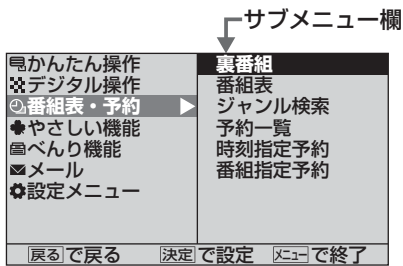 サブメニュー欄
かんたん操作
デジタル操作
番組表・予約
やさしい機能
べんり機能
メール
設定メニュー
裏番組
番組表
ジャンル検索
予約一覧
時刻指定予約
番組指定予約
戻る で戻る 決定 で設定 メニュー で終了